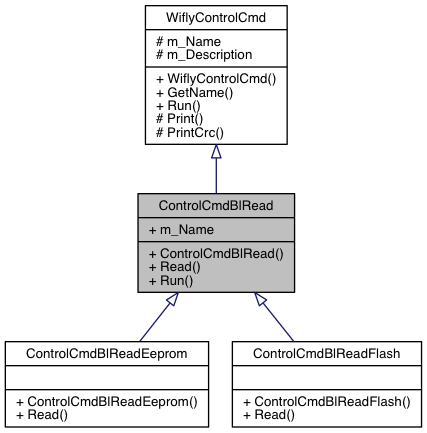 WiflyControlCmd
# m_Name
# m_Description
+ WiflyControlCmd()
+ GetName()
+ Run()
# Print()
# PrintCrc()
ControlCmdBlRead
+ m_Name
+ ControlCmdBlRead()
+ Read()
+ Run()
ControlCmdBlReadEeprom
+ ControlCmdBlReadEeprom()
+ Read()
ControlCmdBlReadFlash
+ ControlCmdBlReadFlash()
+ Read()